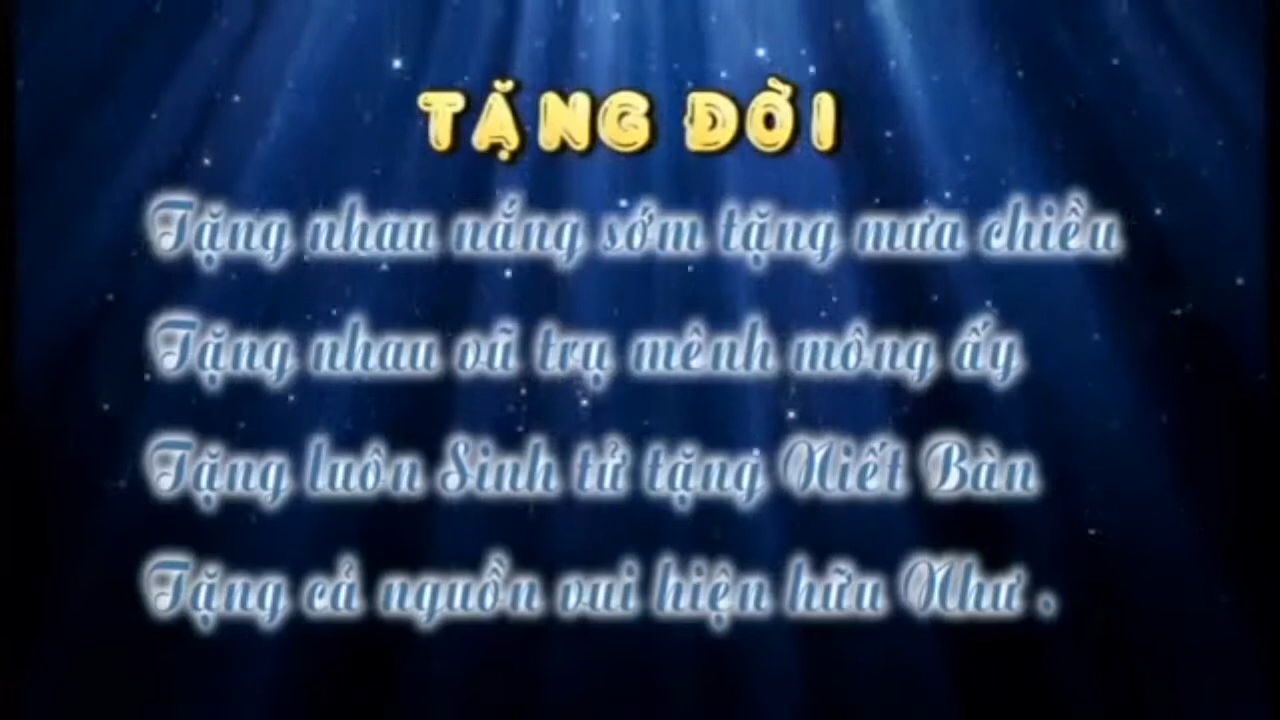 TẶNG ĐỜI
Tặng nhau nắng sớm tặng mưa chiều
Tặng nhau vũ trụ mênh mông ấy
Tặng luôn Sinh tử tặng Niết Bàn
Tặng cả nguồn vui hiện hữu Như .